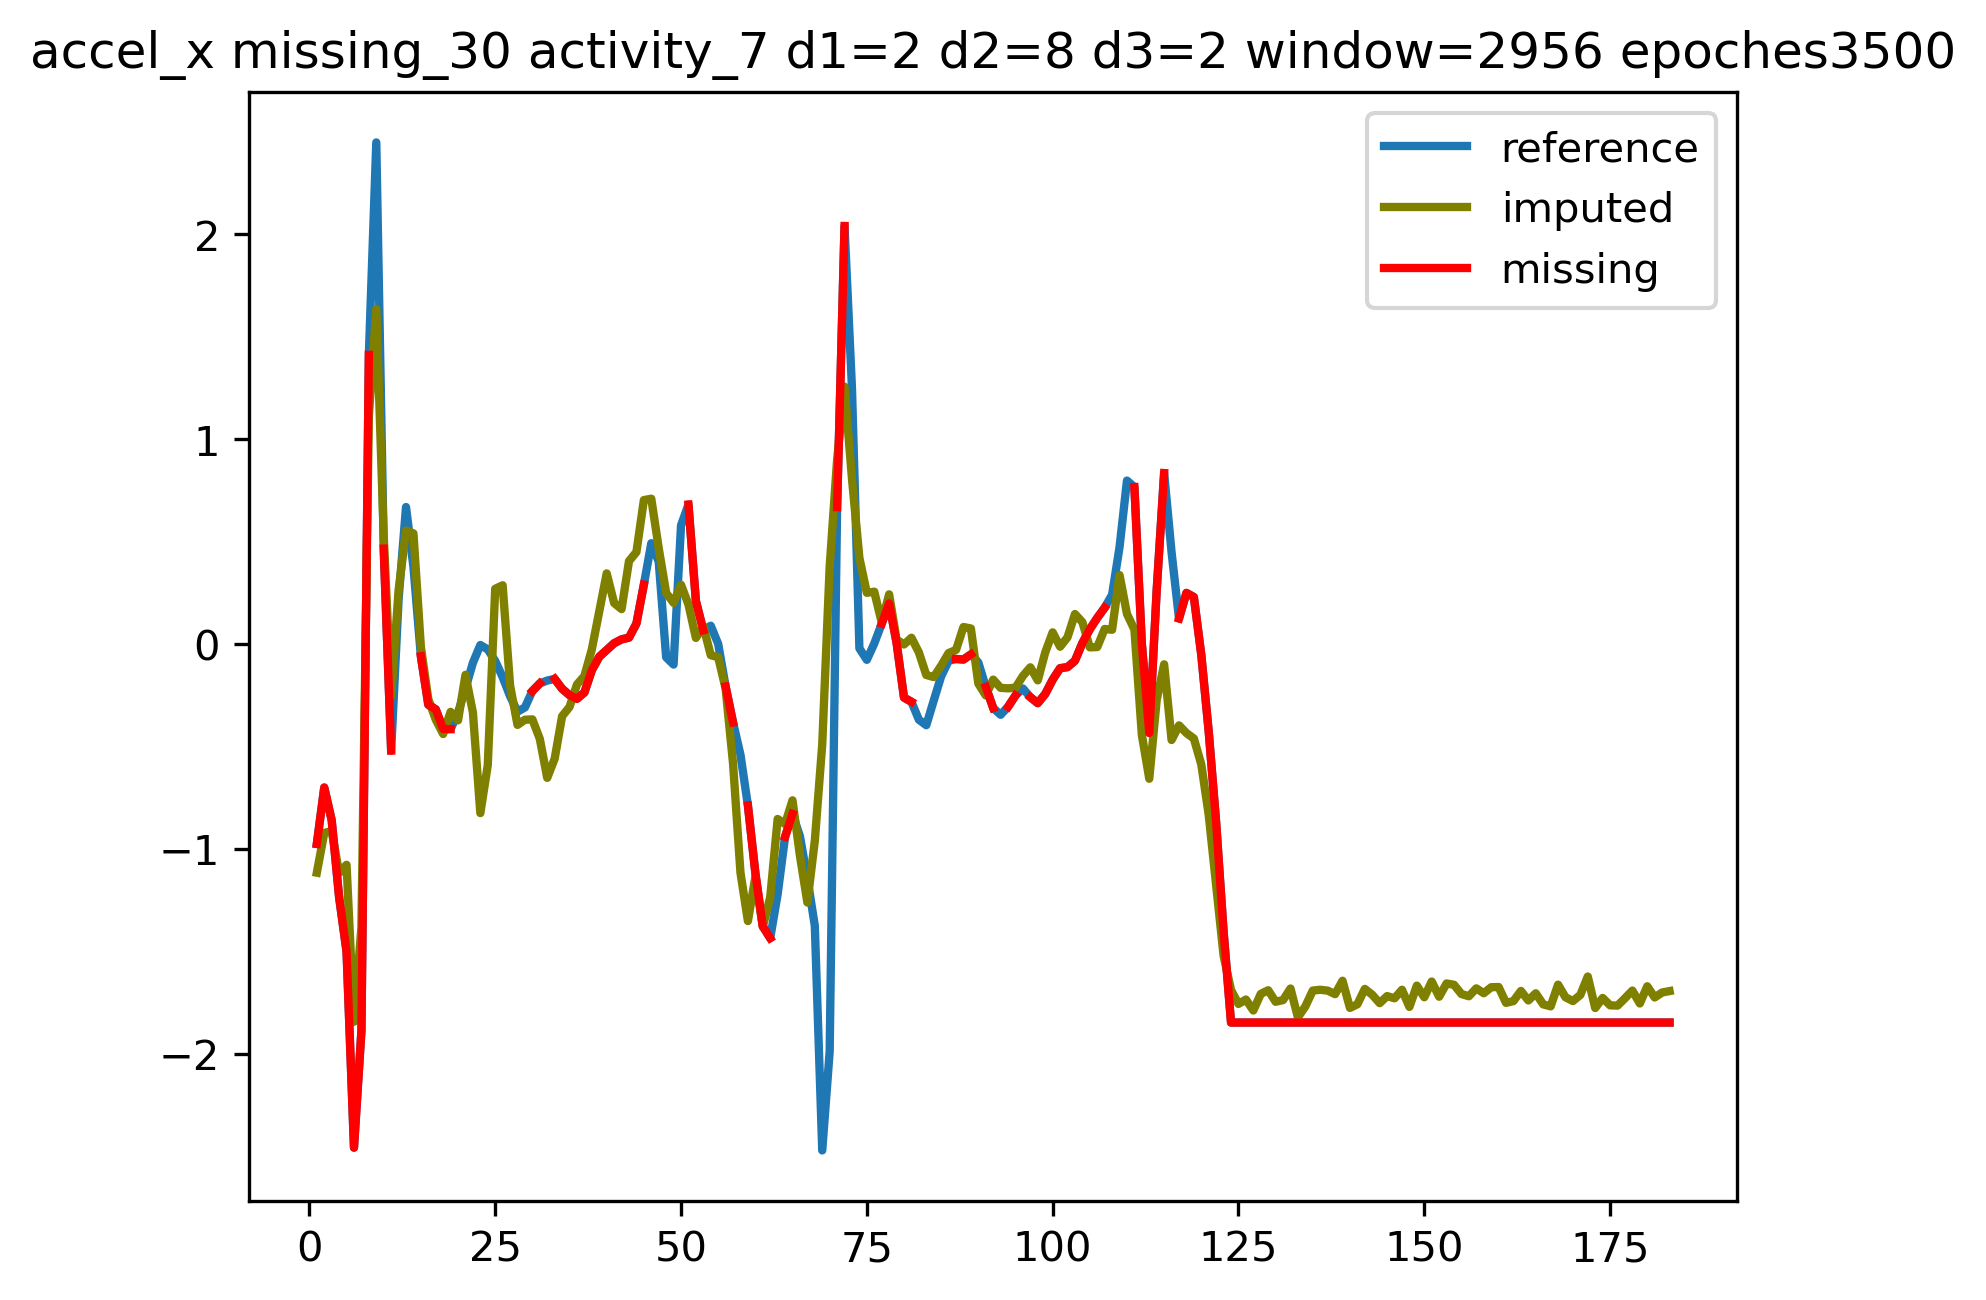 accel_x missing_30 activity_7 d1=2 d2=8 d3=2 window=2956 epoches3500
reference
imputed
missing
2
1
0
−1
−2
0 25 50 75 100 125 150 175